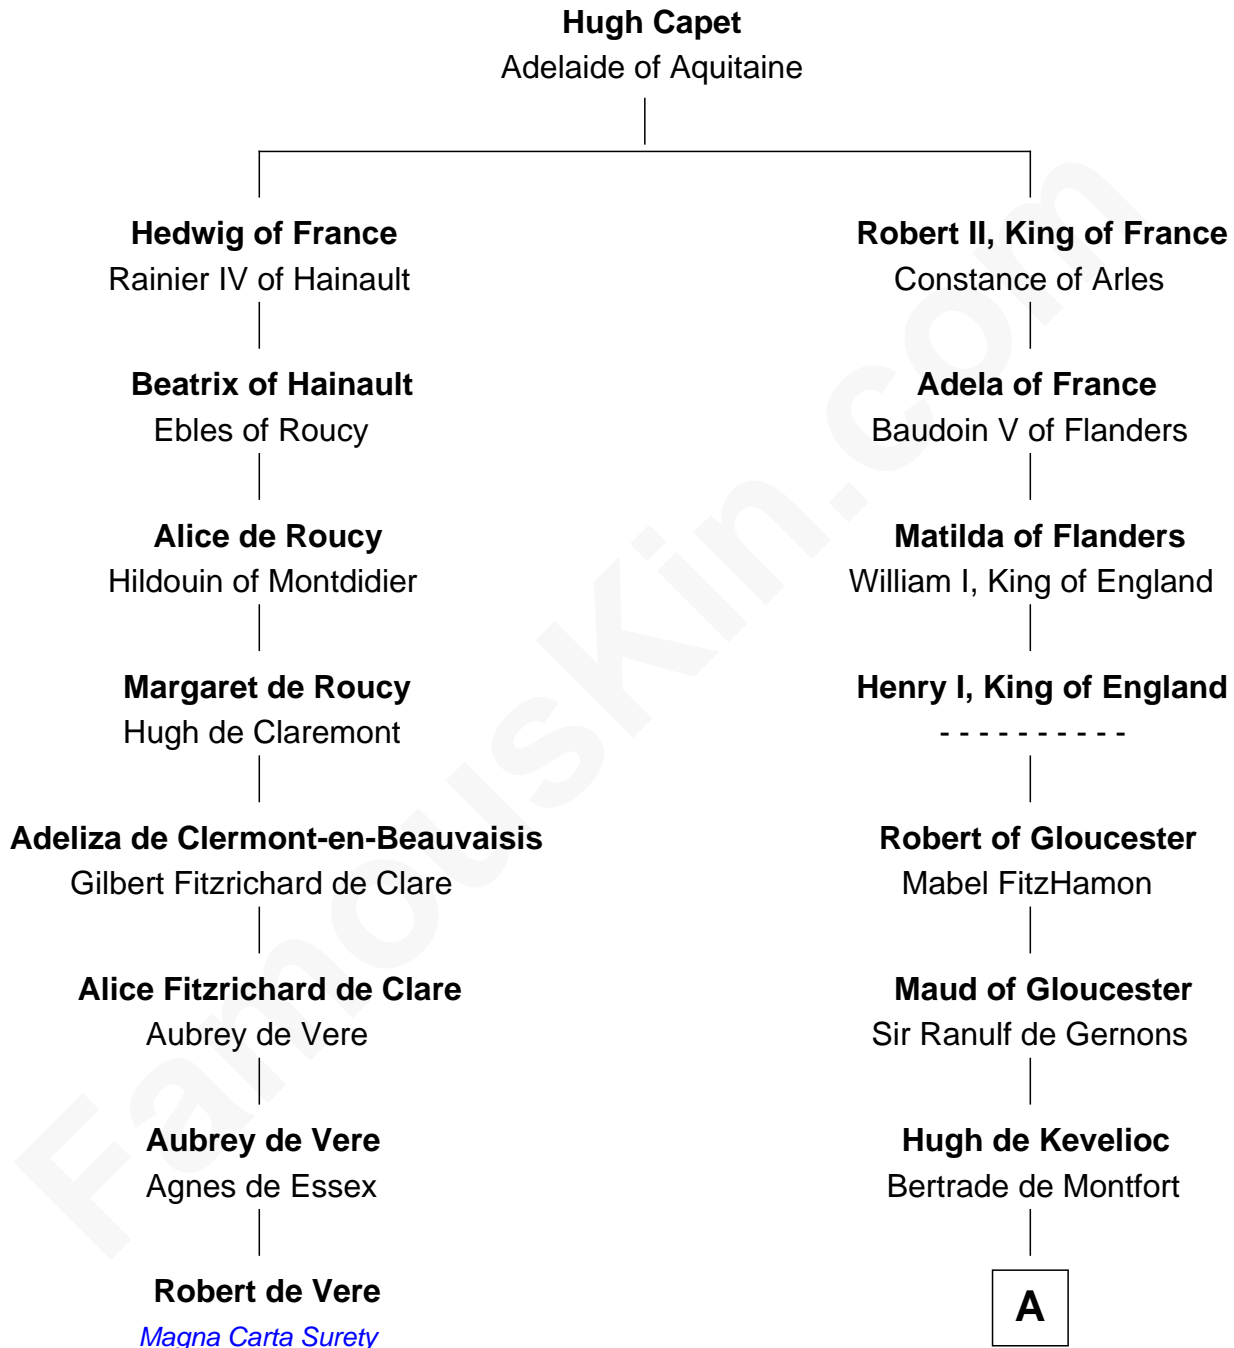 Hugh Capet
Adelaide of Aquitaine
Hedwig of France
Rainier IV of Hainault
Robert II, King of France
Constance of Arles
Beatrix of Hainault
Ebles of Roucy
Adela of France
Baudoin V of Flanders
Alice de Roucy
Hildouin of Montdidier
Matilda of Flanders
William I, King of England
Margaret de Roucy
Hugh de Claremont
Henry I, King of England
- - - - - - - - - -
Adeliza de Clermont-en-Beauvaisis
Gilbert Fitzrichard de Clare
Robert of Gloucester
Mabel FitzHamon
Alice Fitzrichard de Clare
Aubrey de Vere
Maud of Gloucester
Sir Ranulf de Gernons
Aubrey de Vere
Agnes de Essex
Hugh de Kevelioc
Bertrade de Montfort
Robert de Vere
Magna Carta Surety
A
FamousKin.com